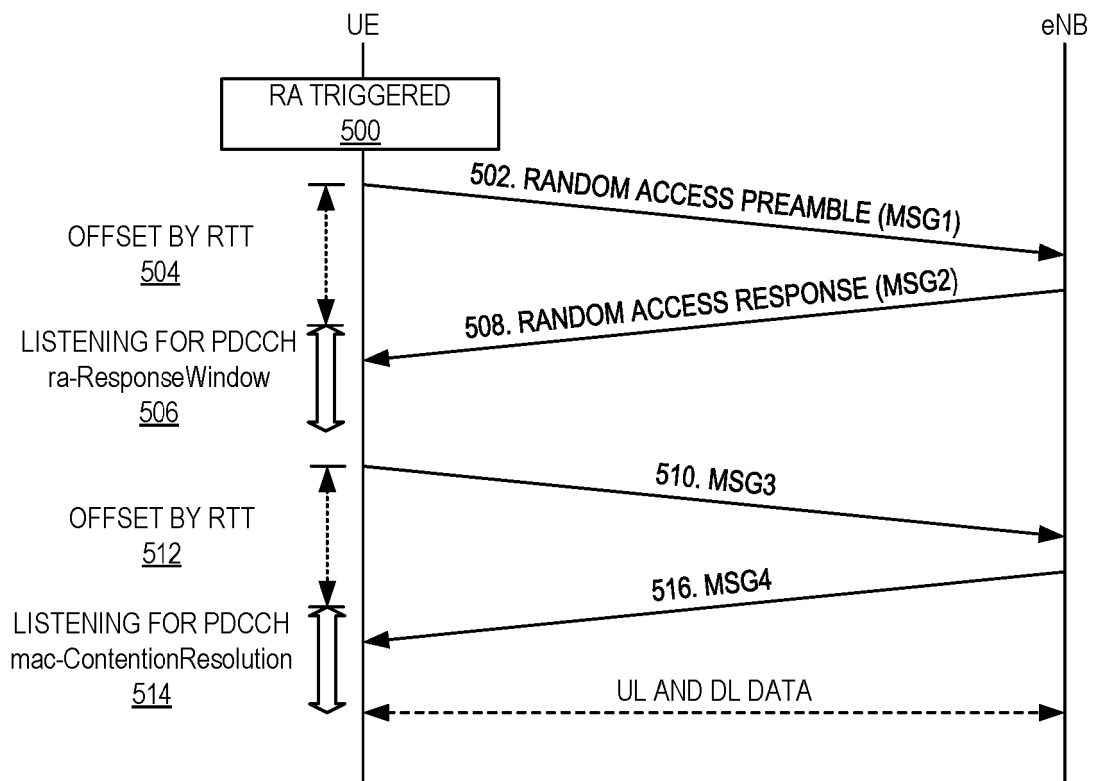 UE
eNB
RA TRIGGERED
500
502. RANDOM ACCESS PREAMBLE (MSG1)
OFFSET BY RTT
504
508. RANDOM ACCESS RESPONSE (MSG2)
LISTENING FOR PDCCH
ra-ResponseWindow
506
510. MSG3
OFFSET BY RTT
512
516. MSG4
LISTENING FOR PDCCH
mac-ContentionResolution
514
UL AND DL DATA